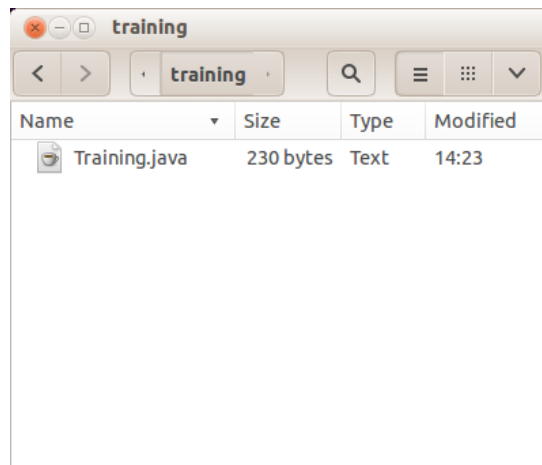 training
training
Name Size Type Modified
Training.java 230 bytes Text 14:23